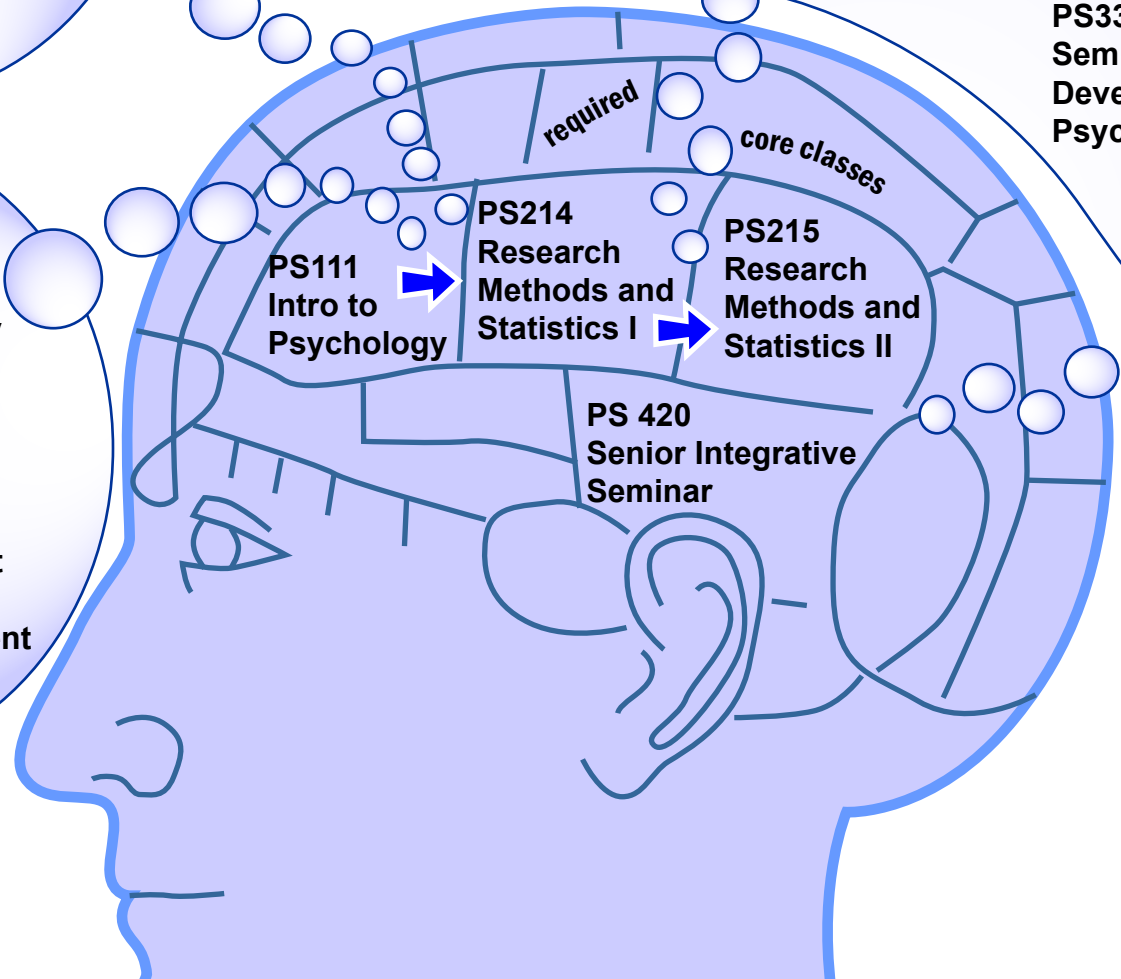 required
core classes
PS111
Intro to
Psychology
PS214
Research
Methods and
Statistics I
PS215
Research
Methods and
Statistics II
PS 420
Senior Integrative
Seminar